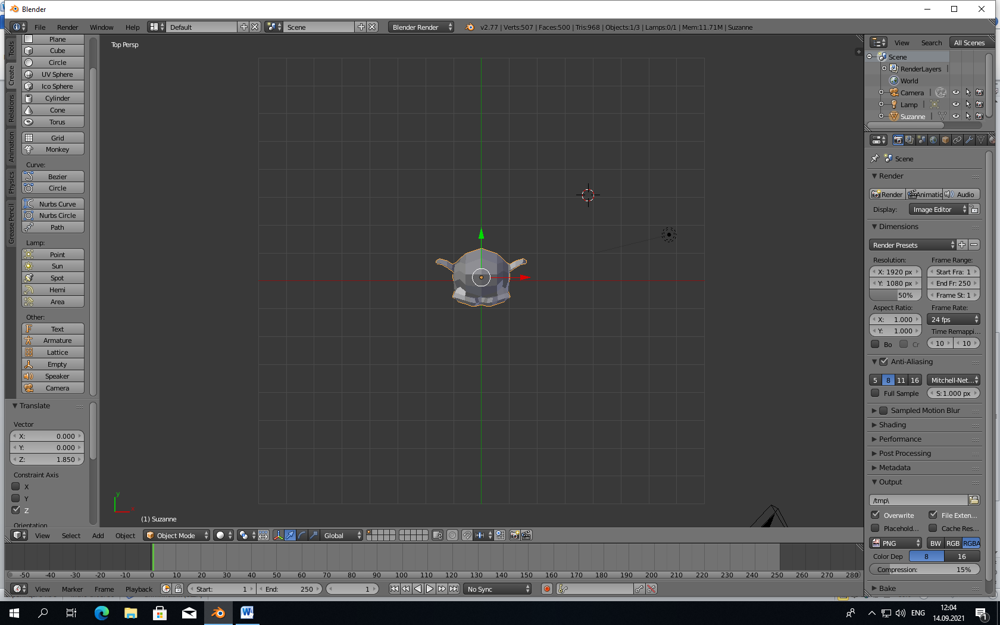 Blender
File Render Window Help Default Scene Blender Render v2.77 | Verts:507 | Faces:500 | Tris:968 | Objects:1/3 | Lamps:0/1 | Mem:11.71M | Suzanne
Tools
Create
Relations
Animation
Physics
Grease Pencil
Plane
Cube
Circle
UV Sphere
Ico Sphere
Cylinder
Cone
Torus
Grid
Monkey
Curve:
Bezier
Circle
Nurbs Curve
Nurbs Circle
Path
Lamp:
Point
Sun
Spot
Hemi
Area
Other:
Text
Armature
Lattice
Empty
Speaker
Camera
Translate
Vector
X: 0.000
Y: 0.000
Z: 1.850
Constraint Axis
X
Y
Z
Orientation
Top Persp
y
x
(1) Suzanne
View Select Add Object Object Mode Global
-50 -40 -30 -20 -10 0 10 20 30 40 50 60 70 80 90 100 110 120 130 140 150 160 170 180 190 200 210 220 230 240 250 260 270 280
View Marker Frame Playback Start: 1 End: 250 1 No Sync
View Search All Scenes
Scene
RenderLayers
World
Camera
Lamp
Suzanne
Scene
Render
Render Animatic Audio
Display: Image Editor
Dimensions
Render Presets
Resolution: Frame Range:
X: 1920 px Start Fra: 1
Y: 1080 px End Fr: 250
50% Frame St: 1
Aspect Ratio: Frame Rate:
X: 1.000 24 fps
Y: 1.000 Time Remappi...
Bo Cr 10 10
Anti-Aliasing
5 8 11 16 Mitchell-Net...
Full Sample S: 1.000 px
Sampled Motion Blur
Shading
Performance
Post Processing
Metadata
Output
/tmp\
Overwrite File Exten...
Placehold... Cache Res...
PNG BW RGB RGBA
Color Dep 8 16
Compression: 15%
Bake
ENG
12:04
14.09.2021
1